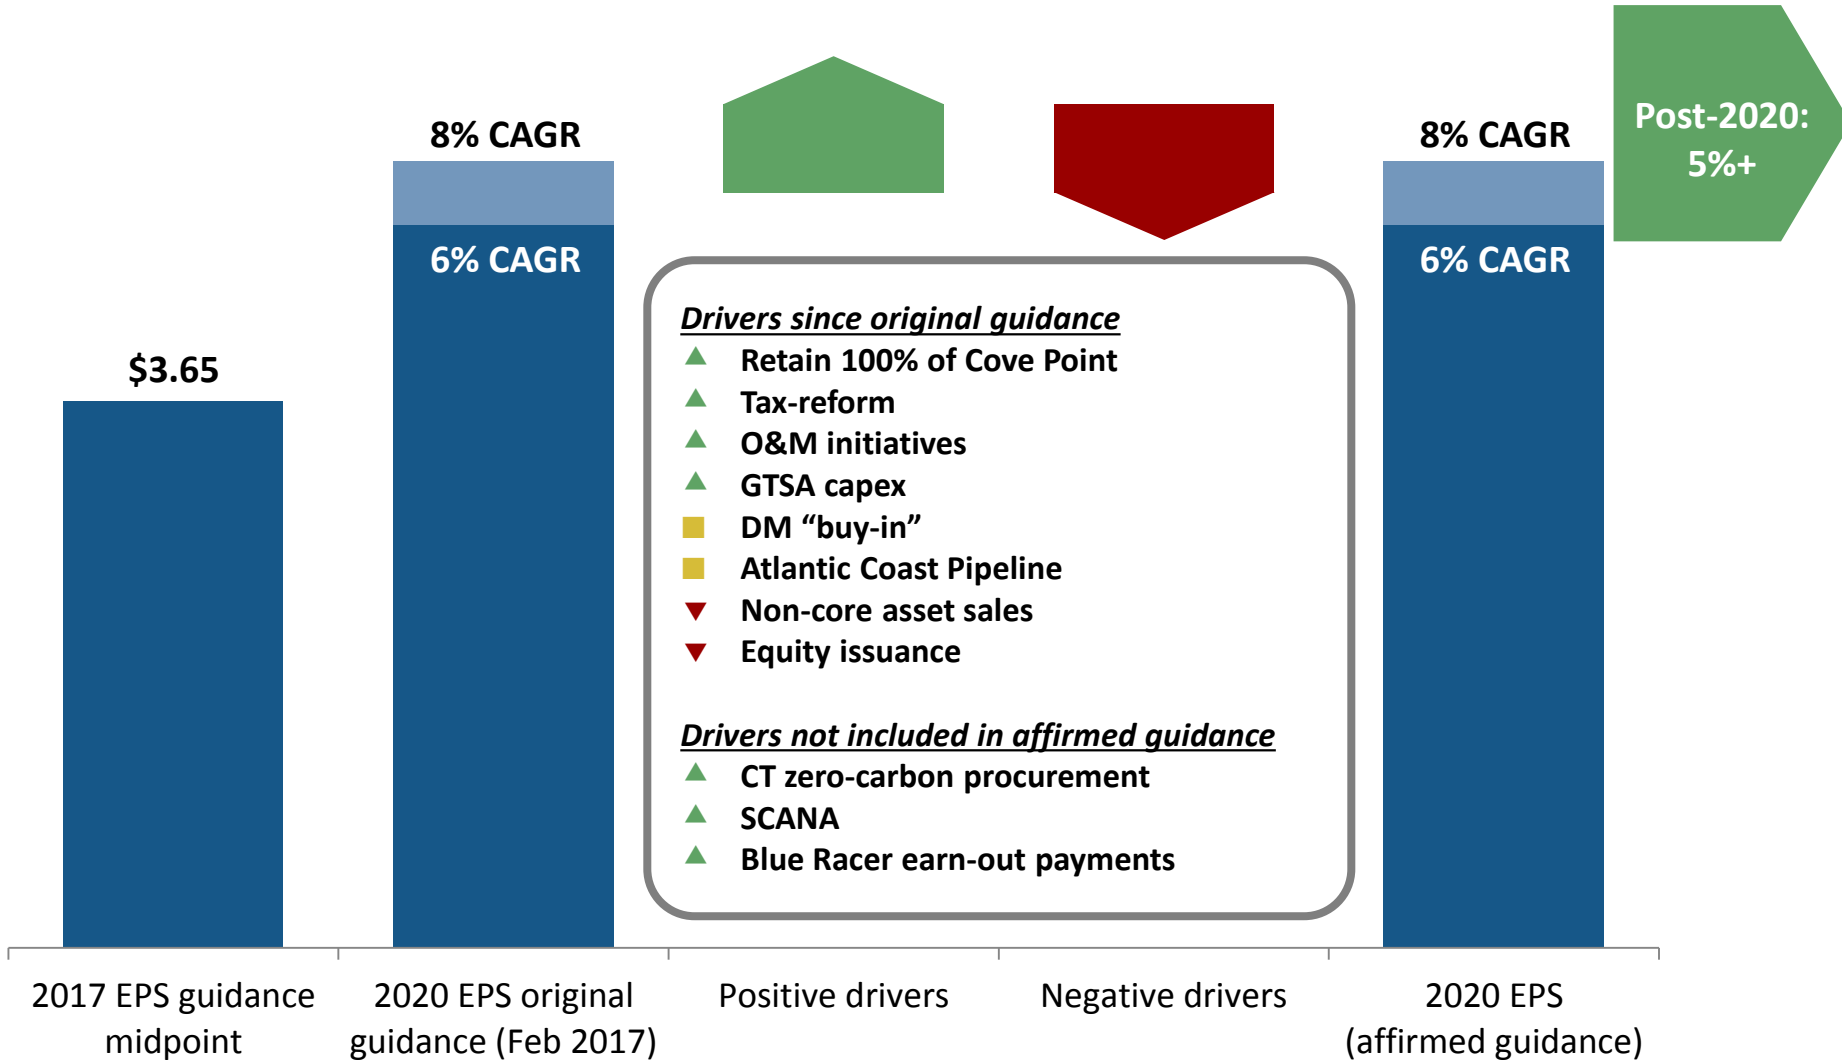 8% CAGR
6% CAGR
$3.65
Drivers since original guidance
Retain 100% of Cove Point
Tax-reform
O&M initiatives
GTSA capex
DM “buy-in”
Atlantic Coast Pipeline
Non-core asset sales
Equity issuance
Drivers not included in affirmed guidance
CT zero-carbon procurement
SCANA
Blue Racer earn-out payments
8% CAGR
6% CAGR
Post-2020:
5%+
2017 EPS guidance
midpoint
2020 EPS original
guidance (Feb 2017)
Positive drivers
Negative drivers
2020 EPS
(affirmed guidance)